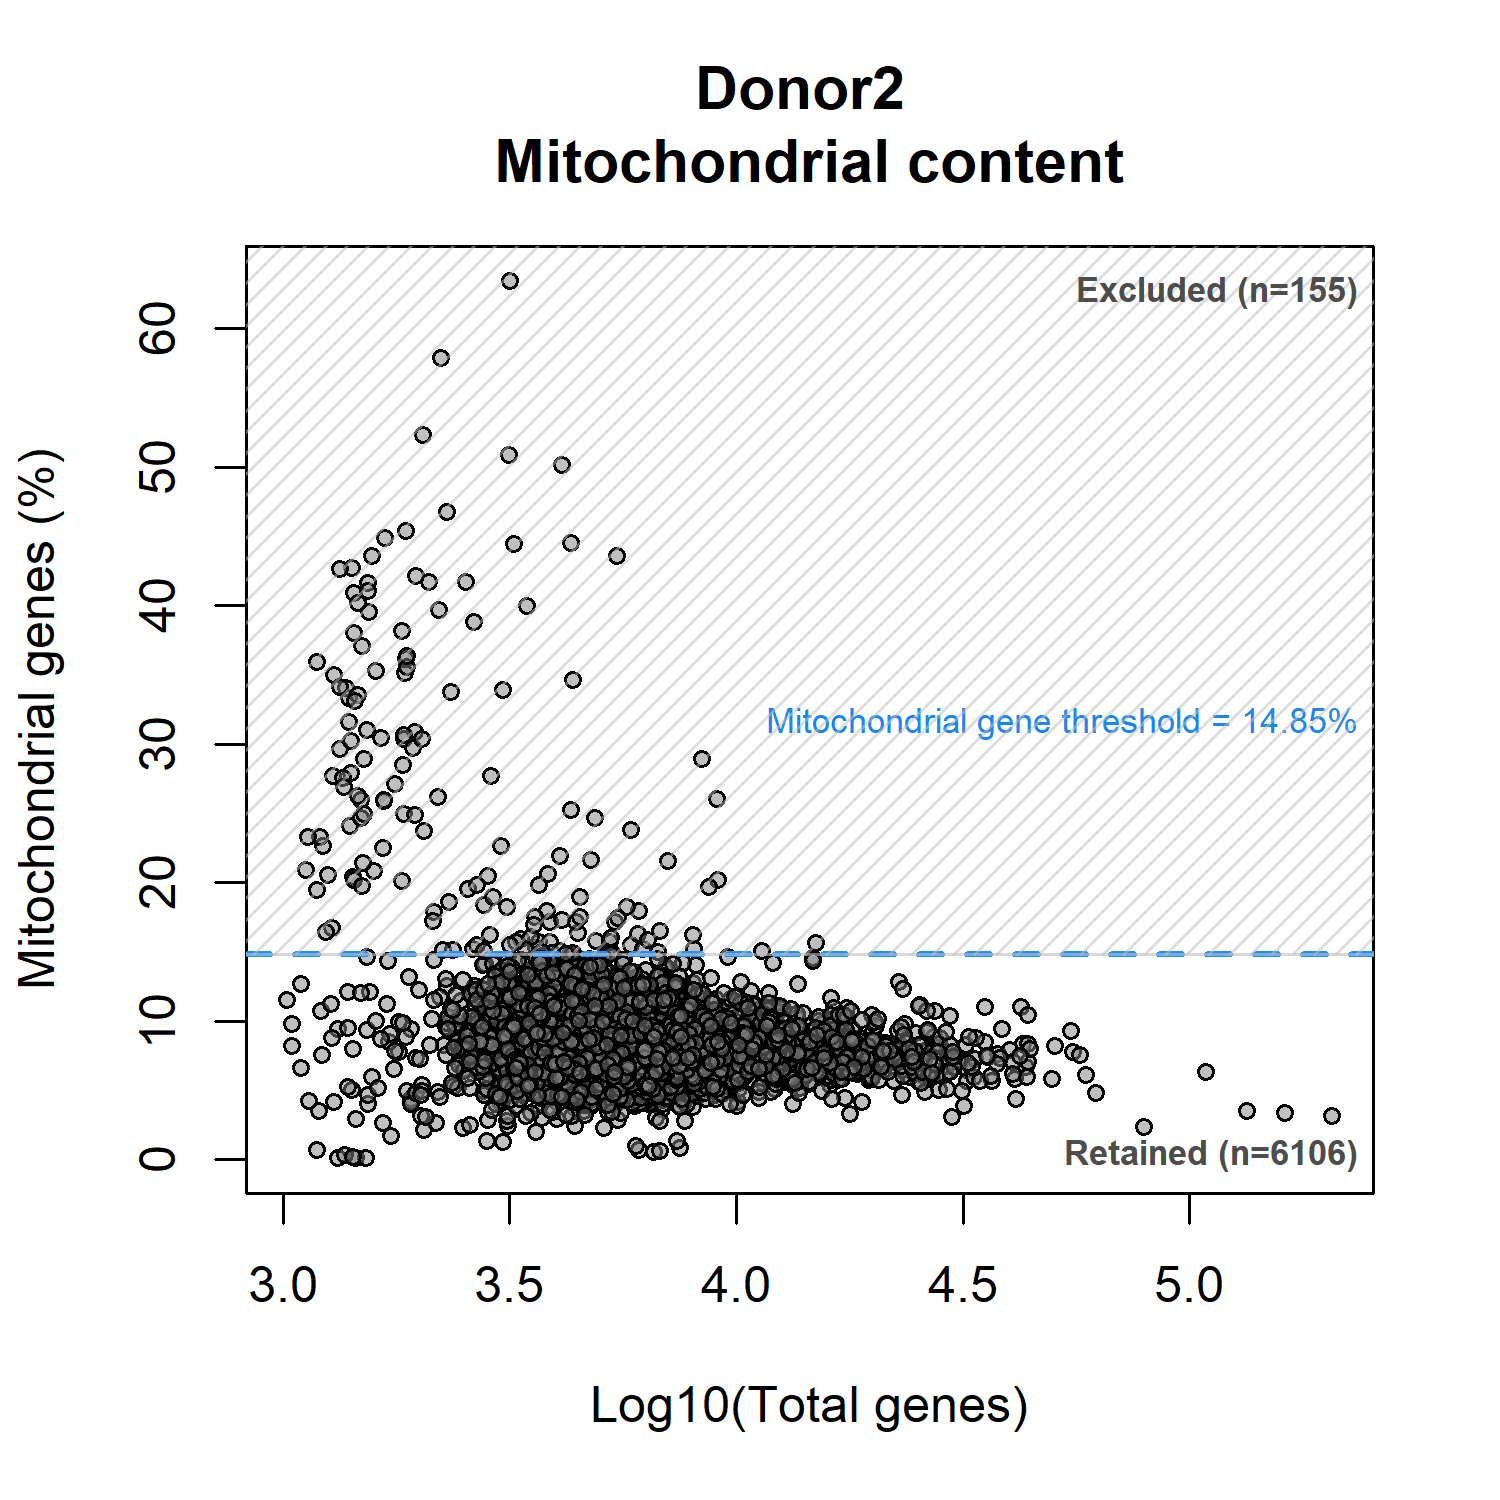 Donor2
Mitochondrial content
Excluded (n=155)
Mitochondrial gene threshold = 14.85%
Retained (n=6106)
Mitochondrial genes (%)
60
50
40
30
20
10
0
3.0 3.5 4.0 4.5 5.0
Log10(Total genes)